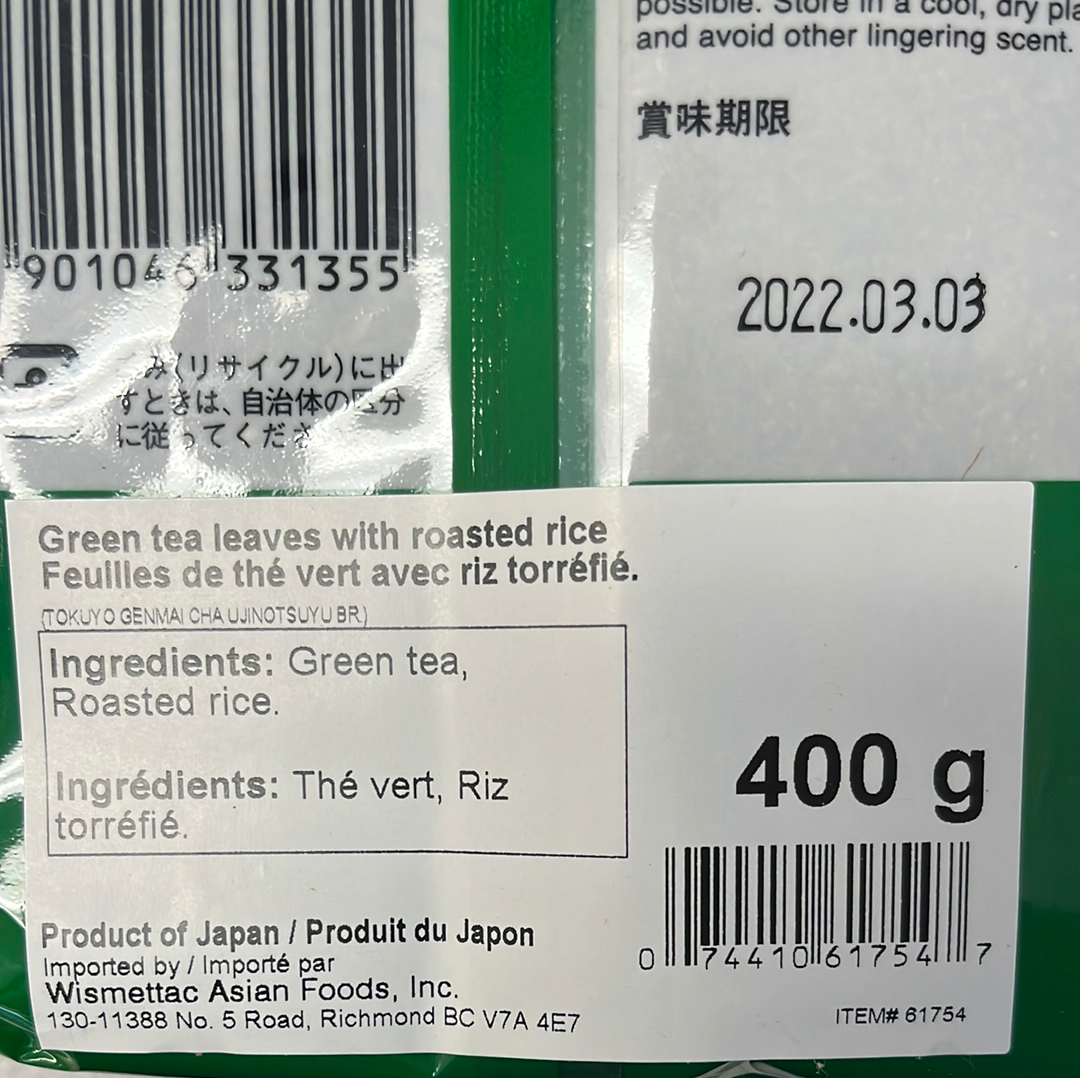 possible. Store in a cool, dry
and avoid other lingering scent.
賞味期限
2022.03.03
901046 331355
み(リサイクル)に出
すときは、自治体の区分
に従ってくださ
Green tea leaves with roasted rice
Feuilles de thé vert avec riz torréfié.
(TOKUYO GENMAI CHA UJINOTSUYU BR.)
Ingredients: Green tea,
Roasted rice.
Ingrédients: Thé vert, Riz
torréfié.
400 g
0 74410 61754 7
Product of Japan / Produit du Japon
Imported by / Importé par
Wismettac Asian Foods, Inc.
130-11388 No. 5 Road, Richmond BC V7A 4E7
ITEM# 61754